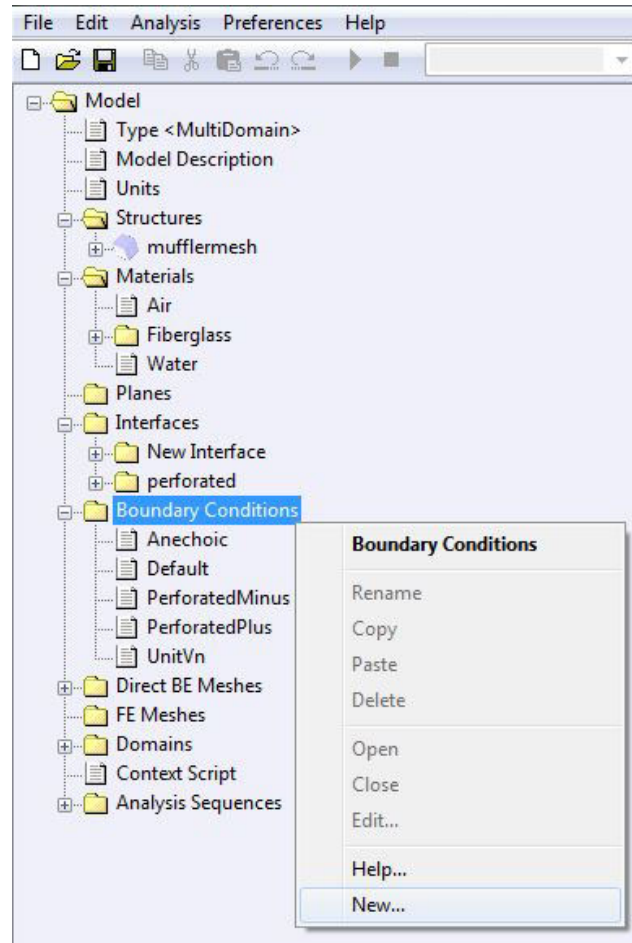 File Edit Analysis Preferences Help
Model
Type <MultiDomain>
Model Description
Units
Structures
mufflermesh
Materials
Air
Fiberglass
Water
Planes
Interfaces
New Interface
perforated
Boundary Conditions
Anechoic
Default
PerforatedMinus
PerforatedPlus
UnitVn
Direct BE Meshes
FE Meshes
Domains
Context Script
Analysis Sequences
Boundary Conditions
Rename
Copy
Paste
Delete
Open
Close
Edit...
Help...
New...